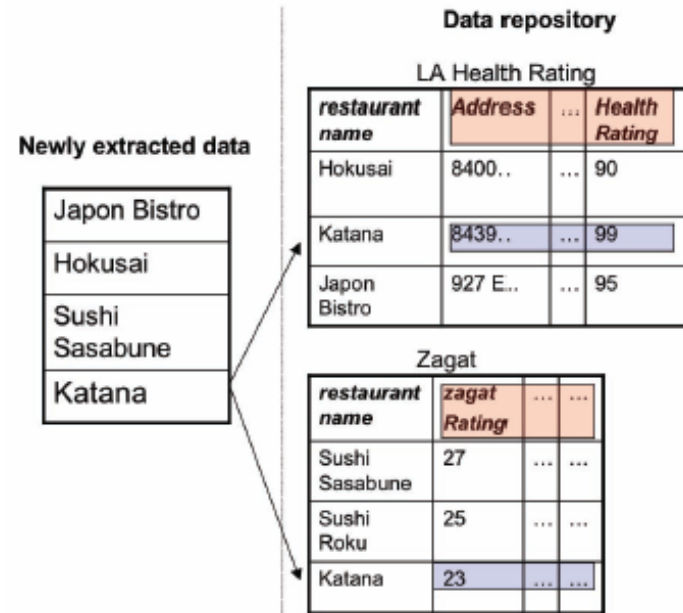 Data repository
LA Health Rating
restaurant name Address ... Health Rating
Hokusai 8400.. ... 90
Katana 8439.. ... 99
Japon Bistro 927 E.. ... 95
Newly extracted data
Japon Bistro
Hokusai
Sushi Sasabune
Katana
Zagat
restaurant name zagat Rating ... ...
Sushi Sasabune 27 ... ...
Sushi Roku 25 ... ...
Katana 23 ... ...